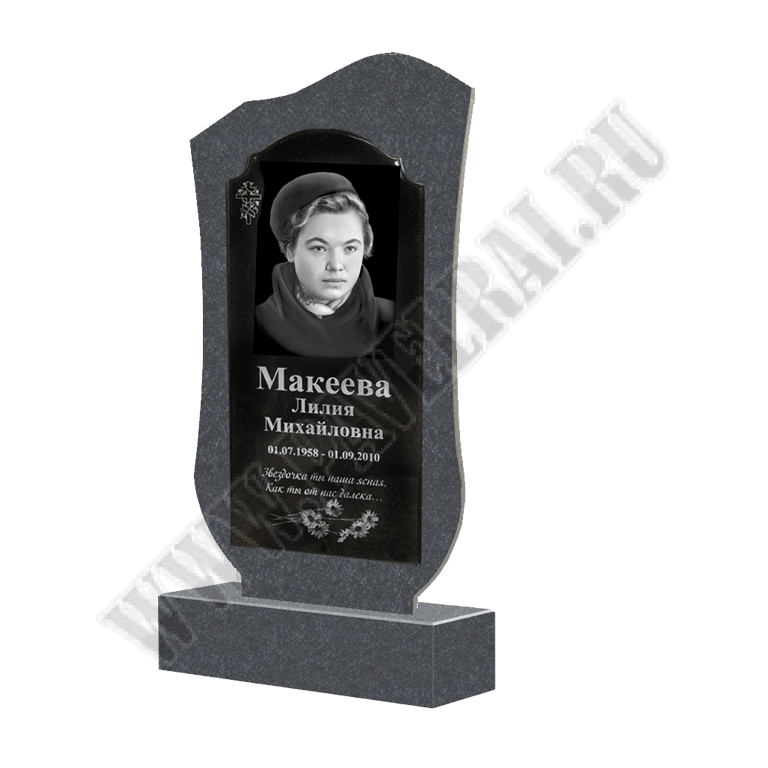 Макеева
Лилия
Михайловна
01.07.1958 - 01.09.2010
Звездочка ты наша ясная,
Как ты от нас далека...